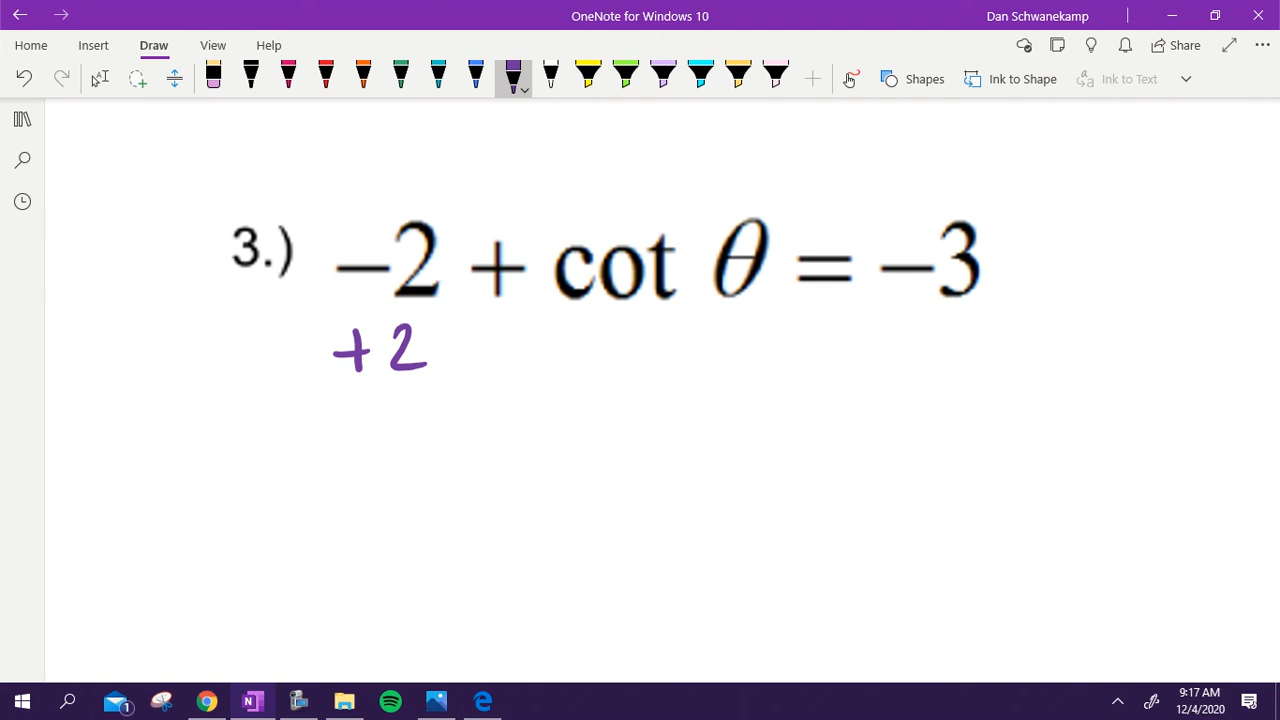 OneNote for Windows 10
Dan Schwanekamp
Home Insert Draw View Help
Share
Shapes Ink to Shape Ink to Text
3.) −2 + cot θ = −3
+2
1
N
9:17 AM
12/4/2020